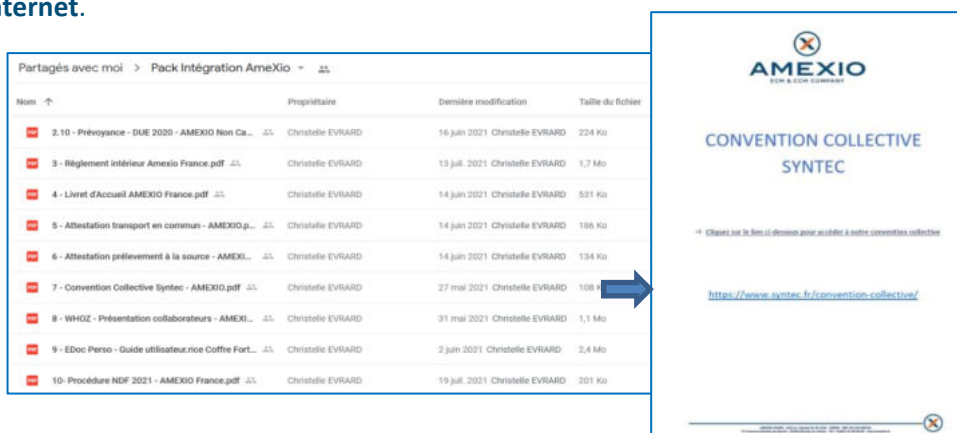 nternet.
Partagés avec moi > Pack Intégration AmeXio
Nom Propriétaire Dernière modification Taille du fichier
2.10 - Prévoyance - DUE 2020 - AMEXIO Non Ca... Christelle EVRARD 16 juin 2021 Christelle EVRARD 224 Ko
3 - Règlement intérieur Amexio France.pdf Christelle EVRARD 13 juil. 2021 Christelle EVRARD 1,7 Mo
4 - Livret d'Accueil AMEXIO France.pdf Christelle EVRARD 14 juin 2021 Christelle EVRARD 531 Ko
5 - Attestation transport en commun - AMEXIO.p... Christelle EVRARD 14 juin 2021 Christelle EVRARD 186 Ko
6 - Attestation prélevement à la source - AMEXI... Christelle EVRARD 14 juin 2021 Christelle EVRARD 134 Ko
7 - Convention Collective Syntec - AMEXIO.pdf Christelle EVRARD 27 mai 2021 Christelle EVRARD 108 K
8 - WHOZ - Présentation collaborateurs - AMEXI... Christelle EVRARD 31 mai 2021 Christelle EVRARD 1,1 Mo
9 - EDoc Perso - Guide utilisateur.rice Coffre Fort... Christelle EVRARD 2 juin 2021 Christelle EVRARD 2,4 Mo
10- Procédure NDF 2021 - AMEXIO France.pdf Christelle EVRARD 19 juil. 2021 Christelle EVRARD 201 Ko
AMEXIO
ECM & CCM COMPANY
CONVENTION COLLECTIVE
SYNTEC
⇒ Cliquez sur le lien ci-dessous pour accéder à notre convention collective
https://www.syntec.fr/convention-collective/